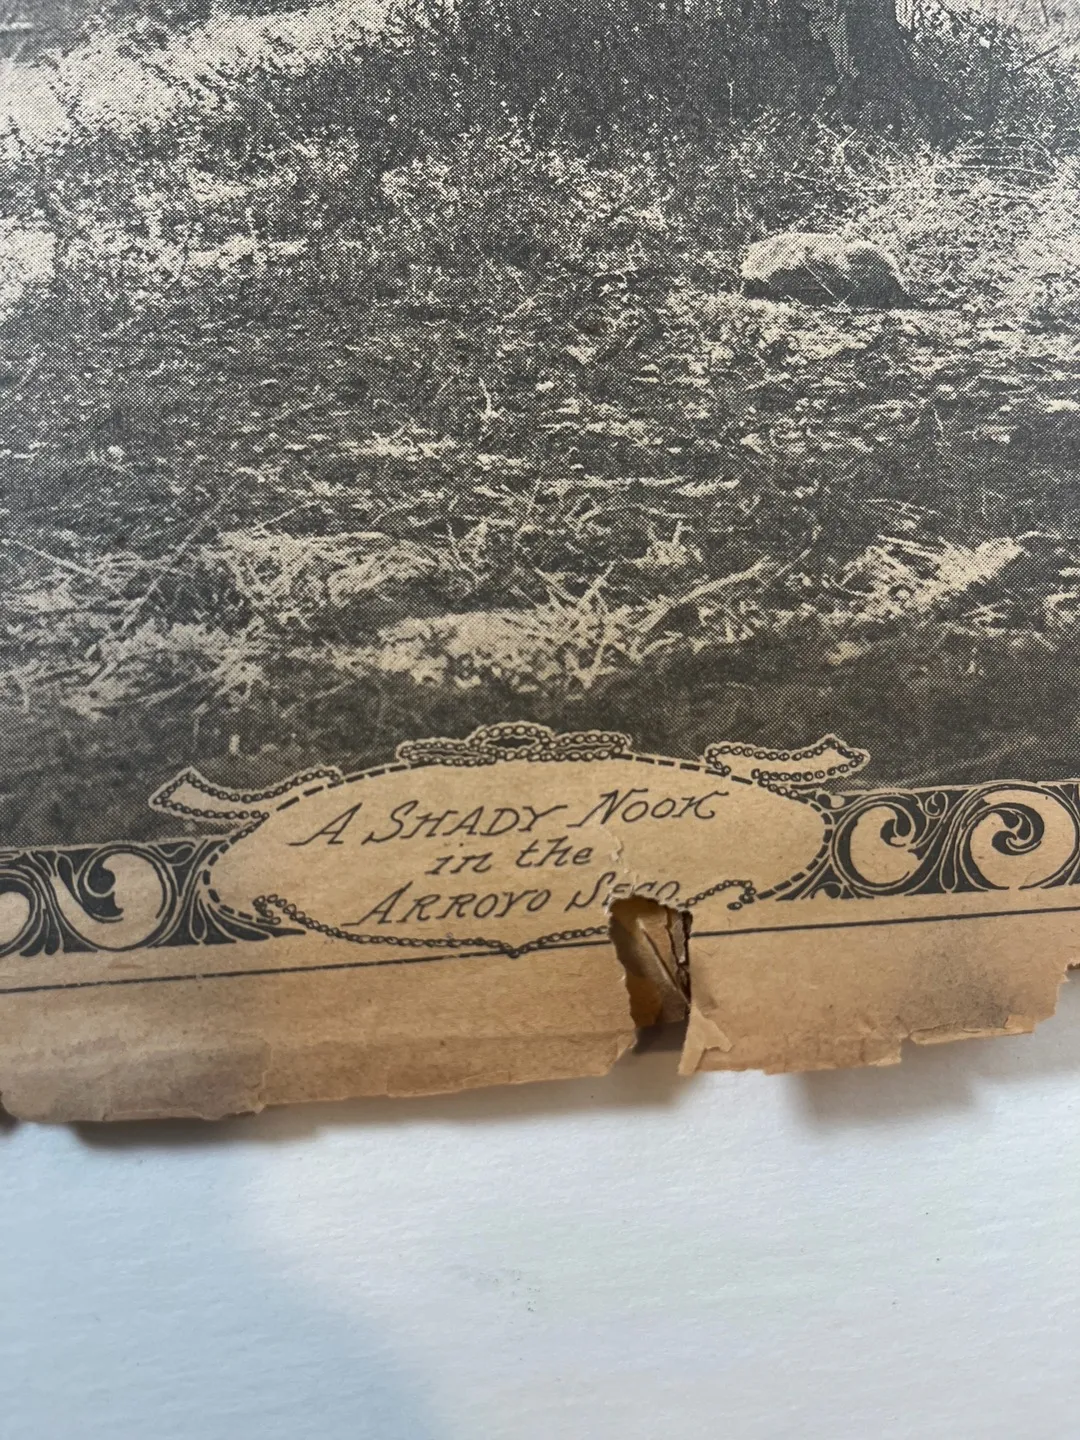 A SHADY NOOK
in the
ARROYO SECO.